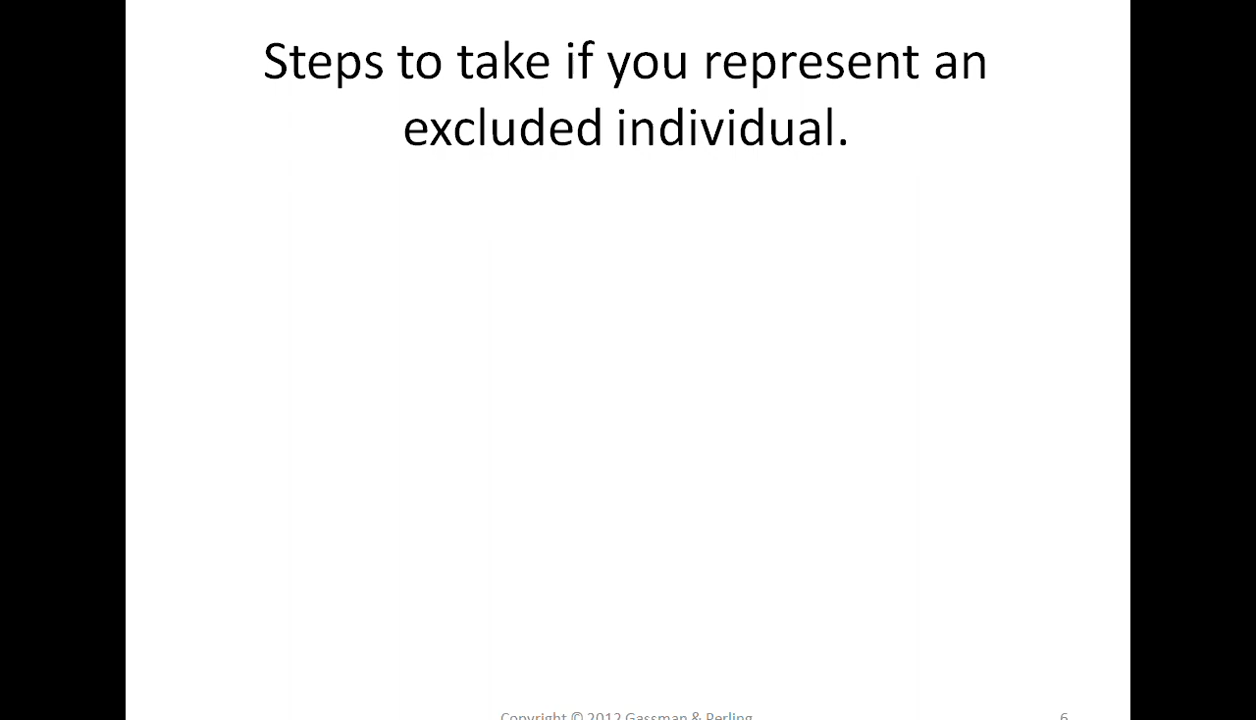 Steps to take if you represent an
excluded individual.
Copyright © 2012 Gassman & Perling
6